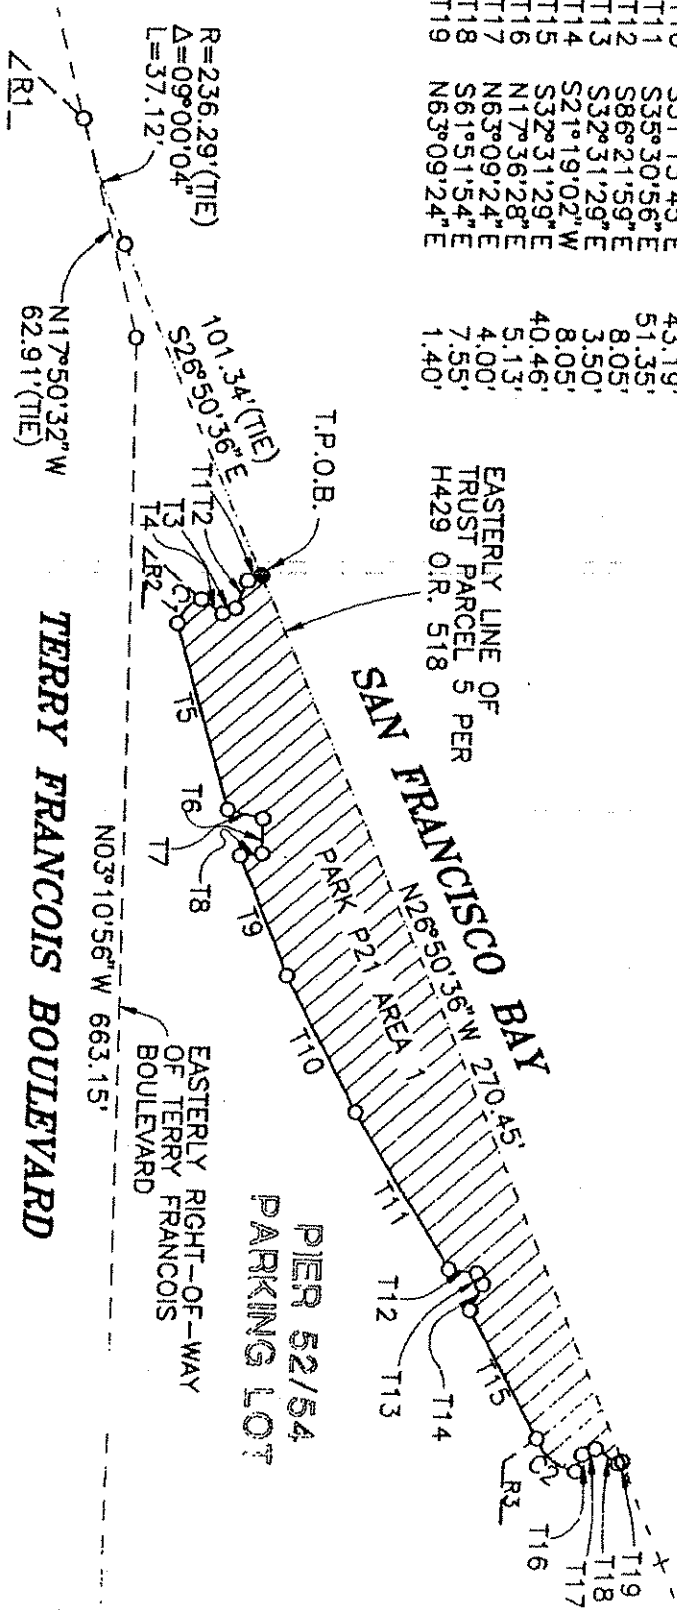 T11 S35°30'56"E 51.35'
T12 S86°21'59"E 8.05'
T13 S32°31'29"E 3.50'
T14 S21°19'02"W 8.05'
T15 S32°31'29"E 40.46'
T16 N17°36'28"E 5.13'
T17 N63°09'24"E 4.00'
T18 S61°51'54"E 7.55'
T19 N63°09'24"E 1.40'
EASTERLY LINE OF
TRUST PARCEL 5 PER
H429 O.R. 518
T.P.O.B.
101.34'(TIE)
S26°50'36"E
R=236.29'(TIE)
Δ=09°00'04"
L=37.12'
∠R1
N17°50'32"W
62.91'(TIE)
SAN FRANCISCO BAY
N26°50'36"W 270.45'
PARK P21 AREA 1
T1
T2
T3
T4
C1
∠R2
T5
T6
T7
T8
T9
T10
T11
T12
T13
T14
T15
C2
R3
T16
T17
T18
T19
PIER 52/54
PARKING LOT
EASTERLY RIGHT-OF-WAY
OF TERRY FRANCOIS
BOULEVARD
N03°10'56"W 663.15'
TERRY FRANCOIS BOULEVARD